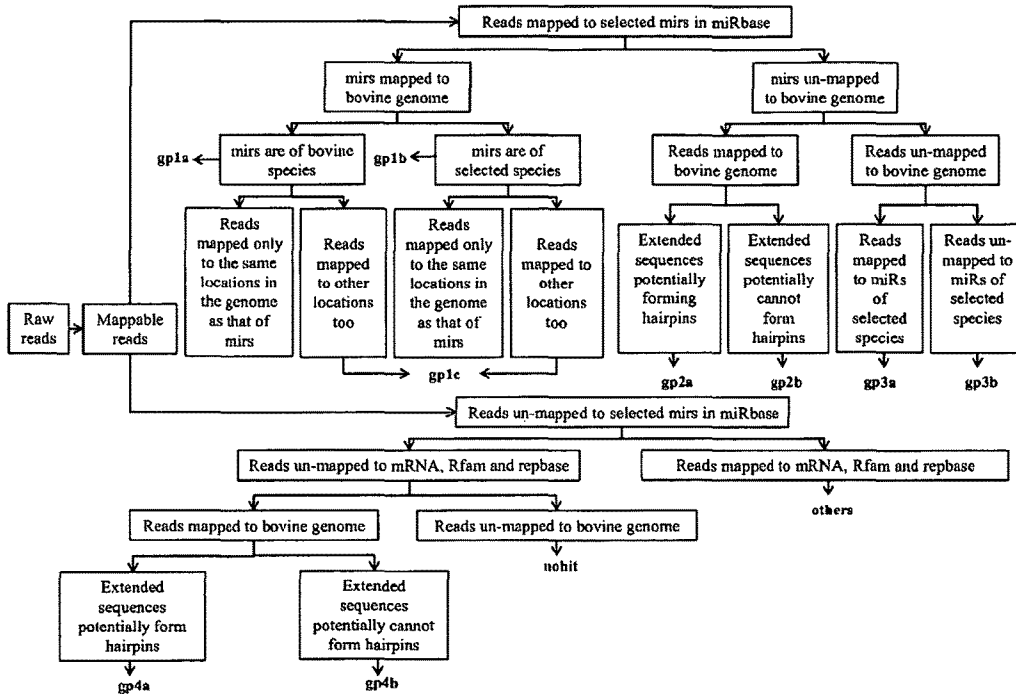 Reads mapped to selected mirs in miRbase
mirs mapped to
bovine genome
mirs un-mapped
to bovine genome
gp1a
mirs are of bovine
species
gp1b
mirs are of
selected species
Reads mapped to
bovine genome
Reads un-mapped
to bovine genome
Reads
mapped only
to the same
locations in
the genome
as that of
mirs
Reads
mapped
to other
locations
too
Reads
mapped only
to the same
locations in
the genome
as that of
mirs
Reads
mapped to
other
locations
too
Extended
sequences
potentially
forming
hairpins
Extended
sequences
potentially
cannot
form
hairpins
Reads
mapped
to miRs
of
selected
species
Reads un-
mapped to
miRs of
selected
species
Raw
reads
Mappable
reads
gp1c
gp2a
gp2b
gp3a
gp3b
Reads un-mapped to selected mirs in miRbase
Reads un-mapped to mRNA, Rfam and repbase
Reads mapped to mRNA, Rfam and repbase
others
Reads mapped to bovine genome
Reads un-mapped to bovine genome
nohit
Extended
sequences
potentially form
hairpins
Extended
sequences
potentially cannot
form hairpins
gp4a
gp4b